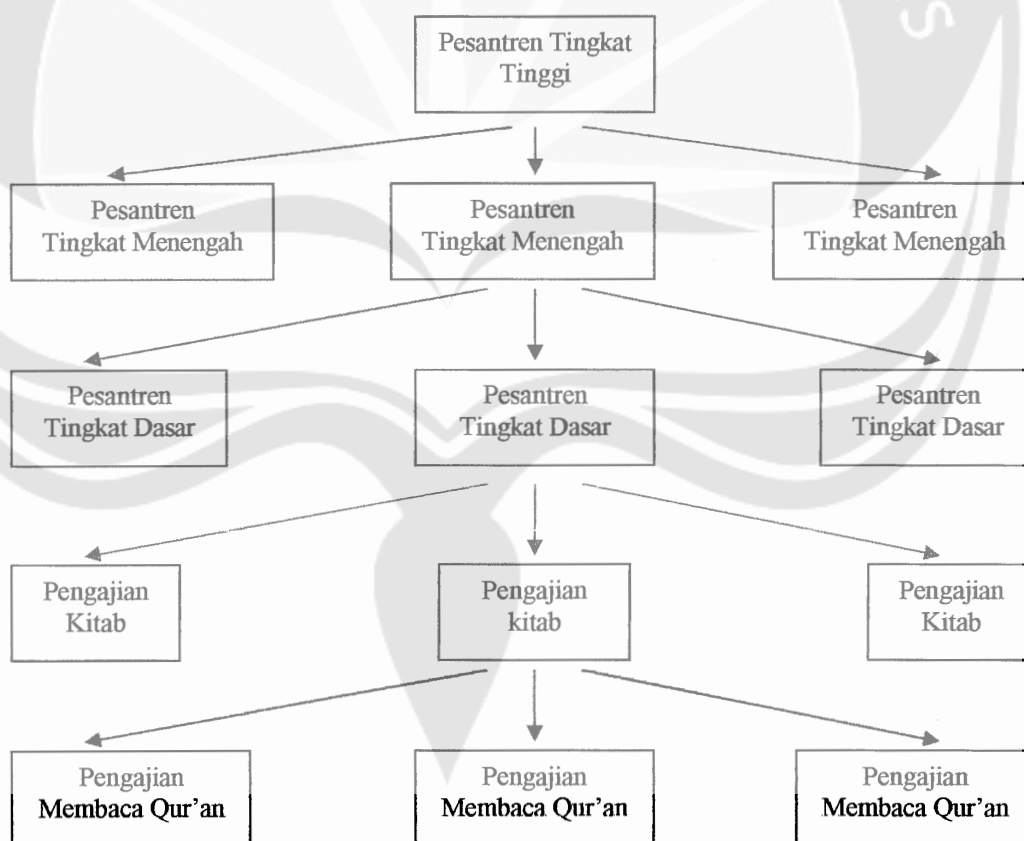 Pesantren Tingkat
Tinggi
Pesantren
Tingkat Menengah
Pesantren
Tingkat Menengah
Pesantren
Tingkat Menengah
Pesantren
Tingkat Dasar
Pesantren
Tingkat Dasar
Pesantren
Tingkat Dasar
Pengajian
Kitab
Pengajian
kitab
Pengajian
Kitab
Pengajian
Membaca Qur'an
Pengajian
Membaca Qur'an
Pengajian
Membaca Qur'an